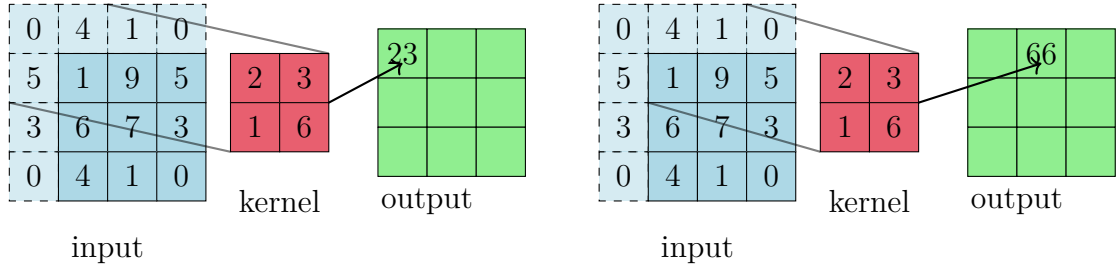 0 4 1 0
5 1 9 5
3 6 7 3
0 4 1 0
input
2 3
1 6
kernel
23
output
0 4 1 0
5 1 9 5
3 6 7 3
0 4 1 0
input
2 3
1 6
kernel
66
output